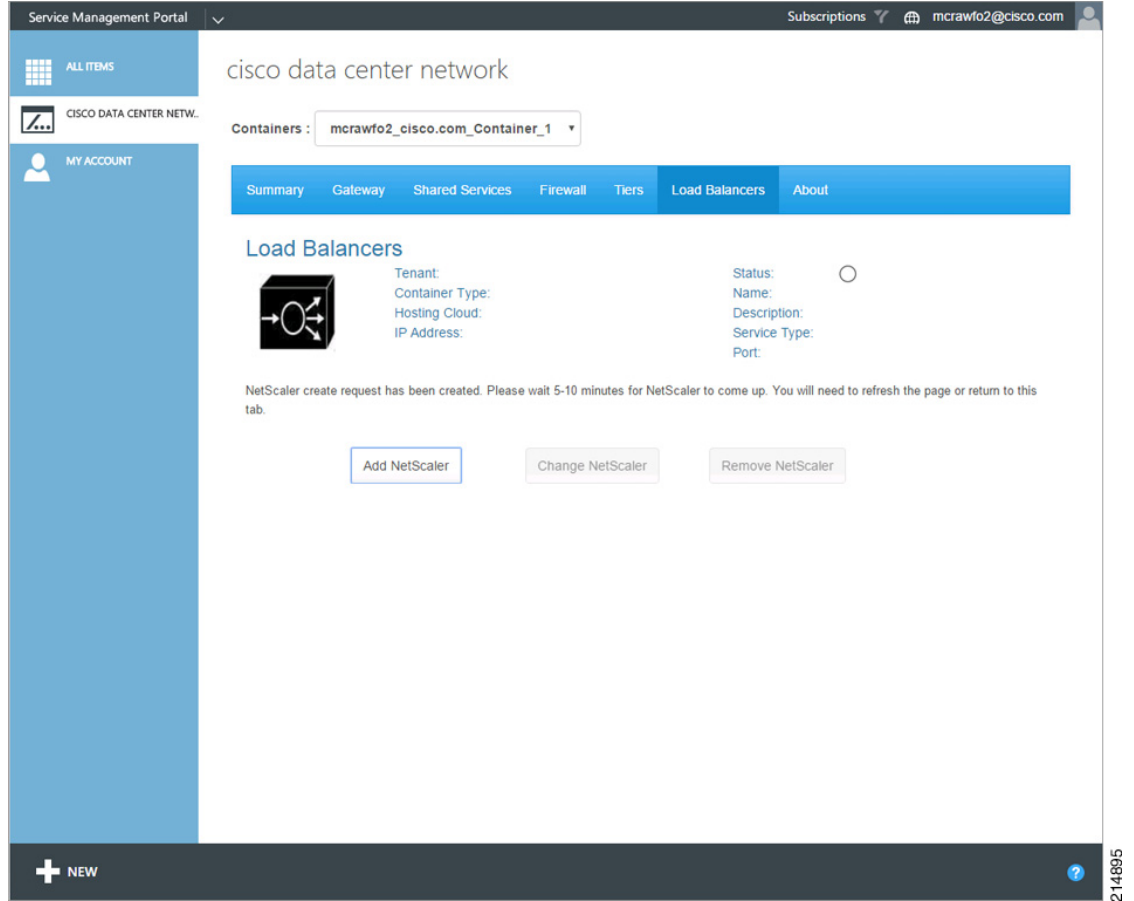 Service Management Portal
Subscriptions
mcrawfo2@cisco.com
ALL ITEMS
CISCO DATA CENTER NETW..
MY ACCOUNT
cisco data center network
Containers : mcrawfo2_cisco.com_Container_1
Summary Gateway Shared Services Firewall Tiers Load Balancers About
Load Balancers
Tenant:
Container Type:
Hosting Cloud:
IP Address:
Status:
Name:
Description:
Service Type:
Port:
NetScaler create request has been created. Please wait 5-10 minutes for NetScaler to come up. You will need to refresh the page or return to this
tab.
Add NetScaler Change NetScaler Remove NetScaler
NEW
?
214895